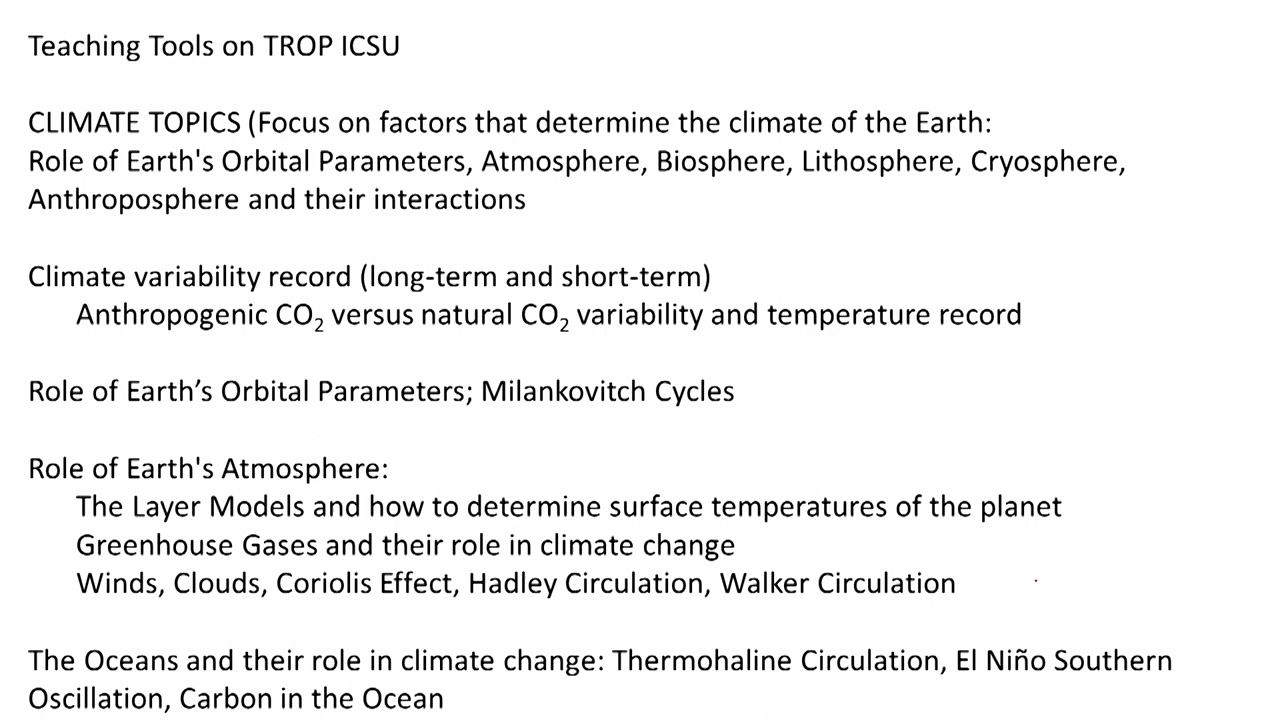 Teaching Tools on TROP ICSU
CLIMATE TOPICS (Focus on factors that determine the climate of the Earth:
Role of Earth's Orbital Parameters, Atmosphere, Biosphere, Lithosphere, Cryosphere,
Anthroposphere and their interactions
Climate variability record (long-term and short-term)
Anthropogenic CO₂ versus natural CO₂ variability and temperature record
Role of Earth’s Orbital Parameters; Milankovitch Cycles
Role of Earth's Atmosphere:
The Layer Models and how to determine surface temperatures of the planet
Greenhouse Gases and their role in climate change
Winds, Clouds, Coriolis Effect, Hadley Circulation, Walker Circulation
The Oceans and their role in climate change: Thermohaline Circulation, El Niño Southern
Oscillation, Carbon in the Ocean